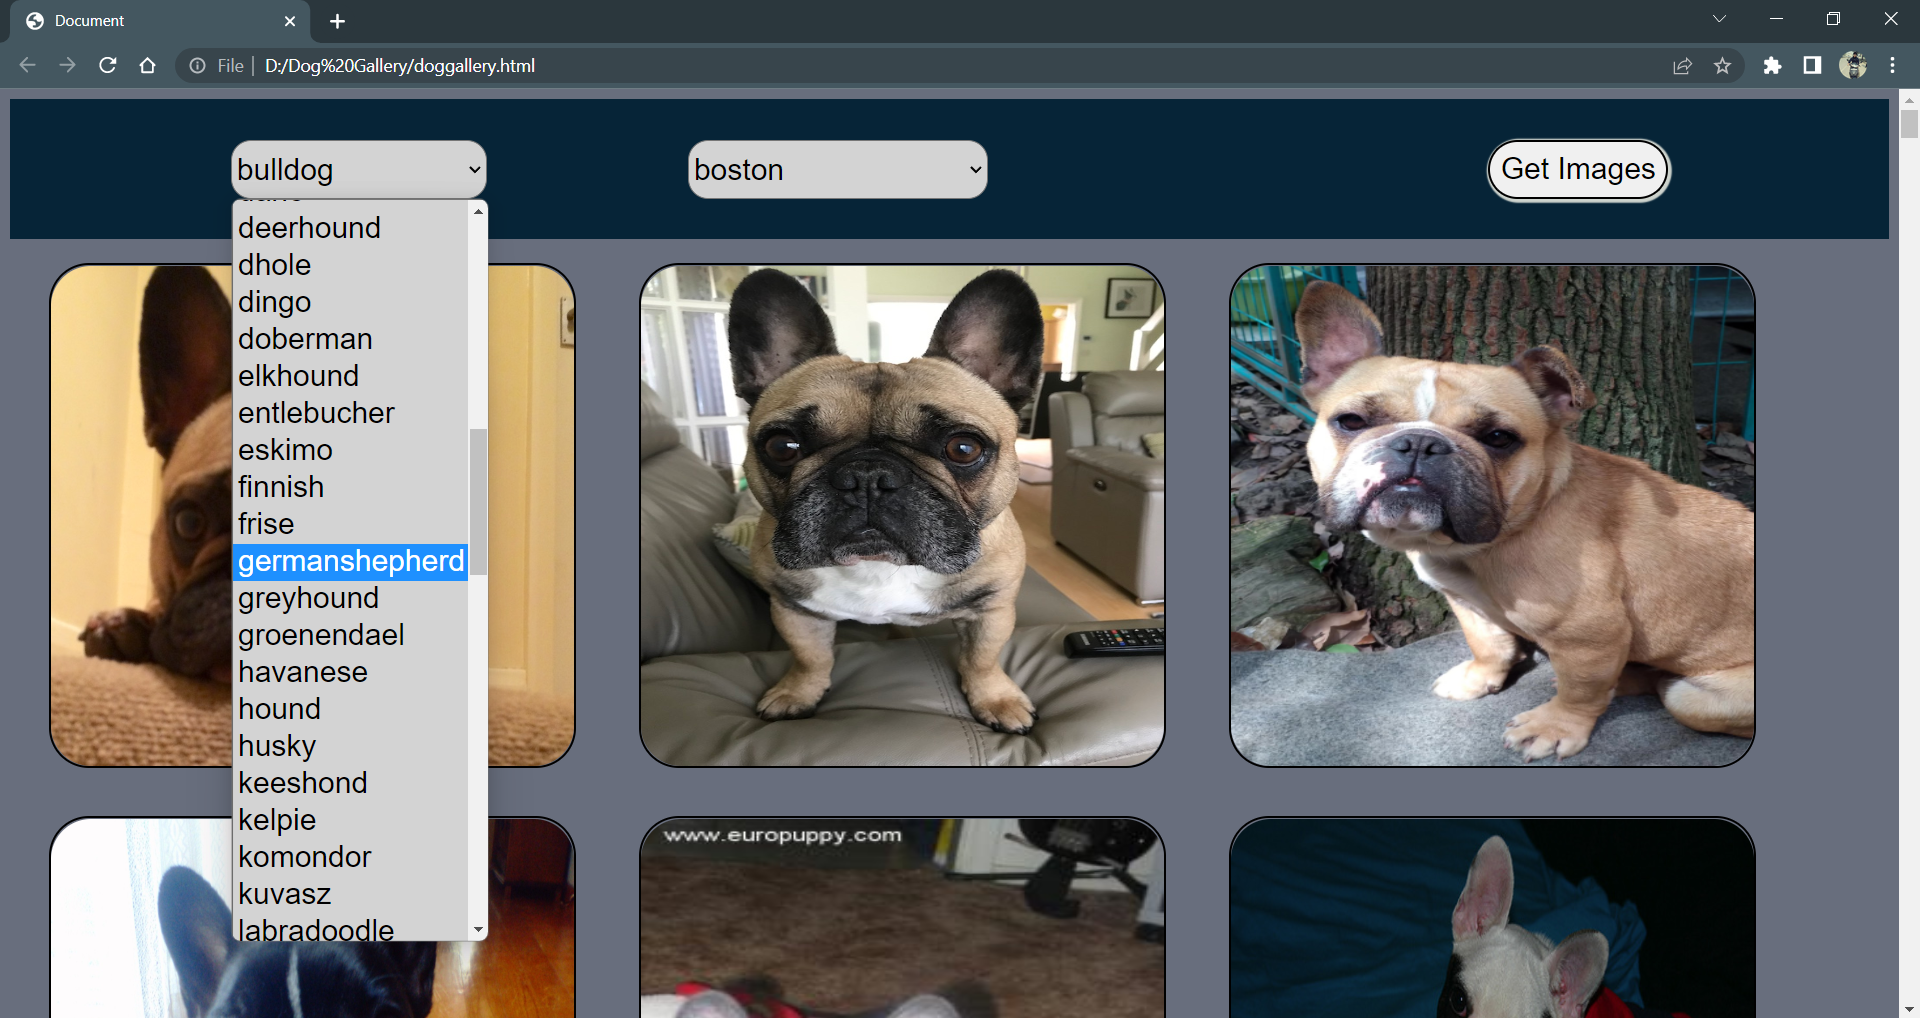 Document
File
D:/Dog%20Gallery/doggallery.html
bulldog
boston
Get Images
deerhound
dhole
dingo
doberman
elkhound
entlebucher
eskimo
finnish
frise
germanshepherd
greyhound
groenendael
havanese
hound
husky
keeshond
kelpie
komondor
kuvasz
labradoodle
www.europuppy.com